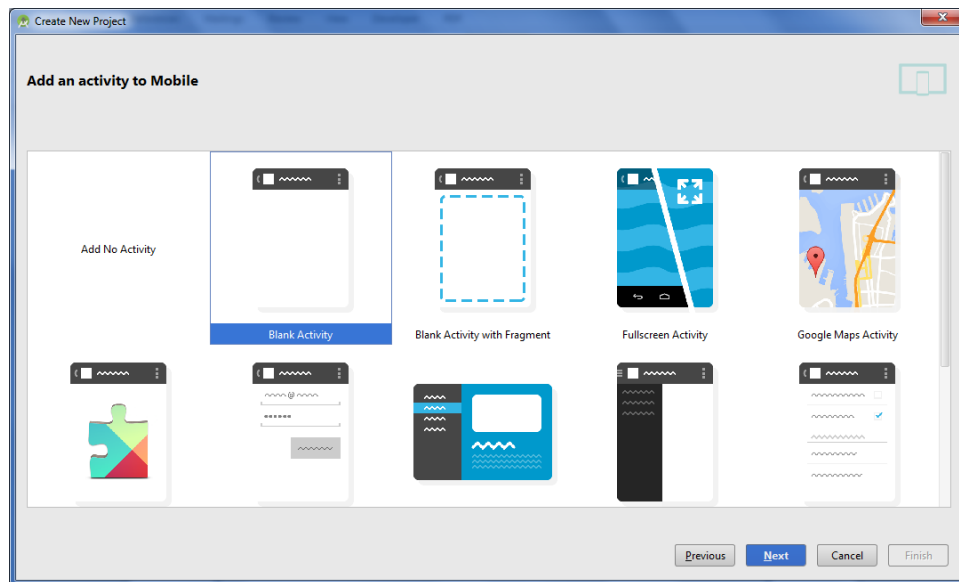 Create New Project
Add an activity to Mobile
Add No Activity
Blank Activity
Blank Activity with Fragment
Fullscreen Activity
Google Maps Activity
@
Previous
Next
Cancel
Finish